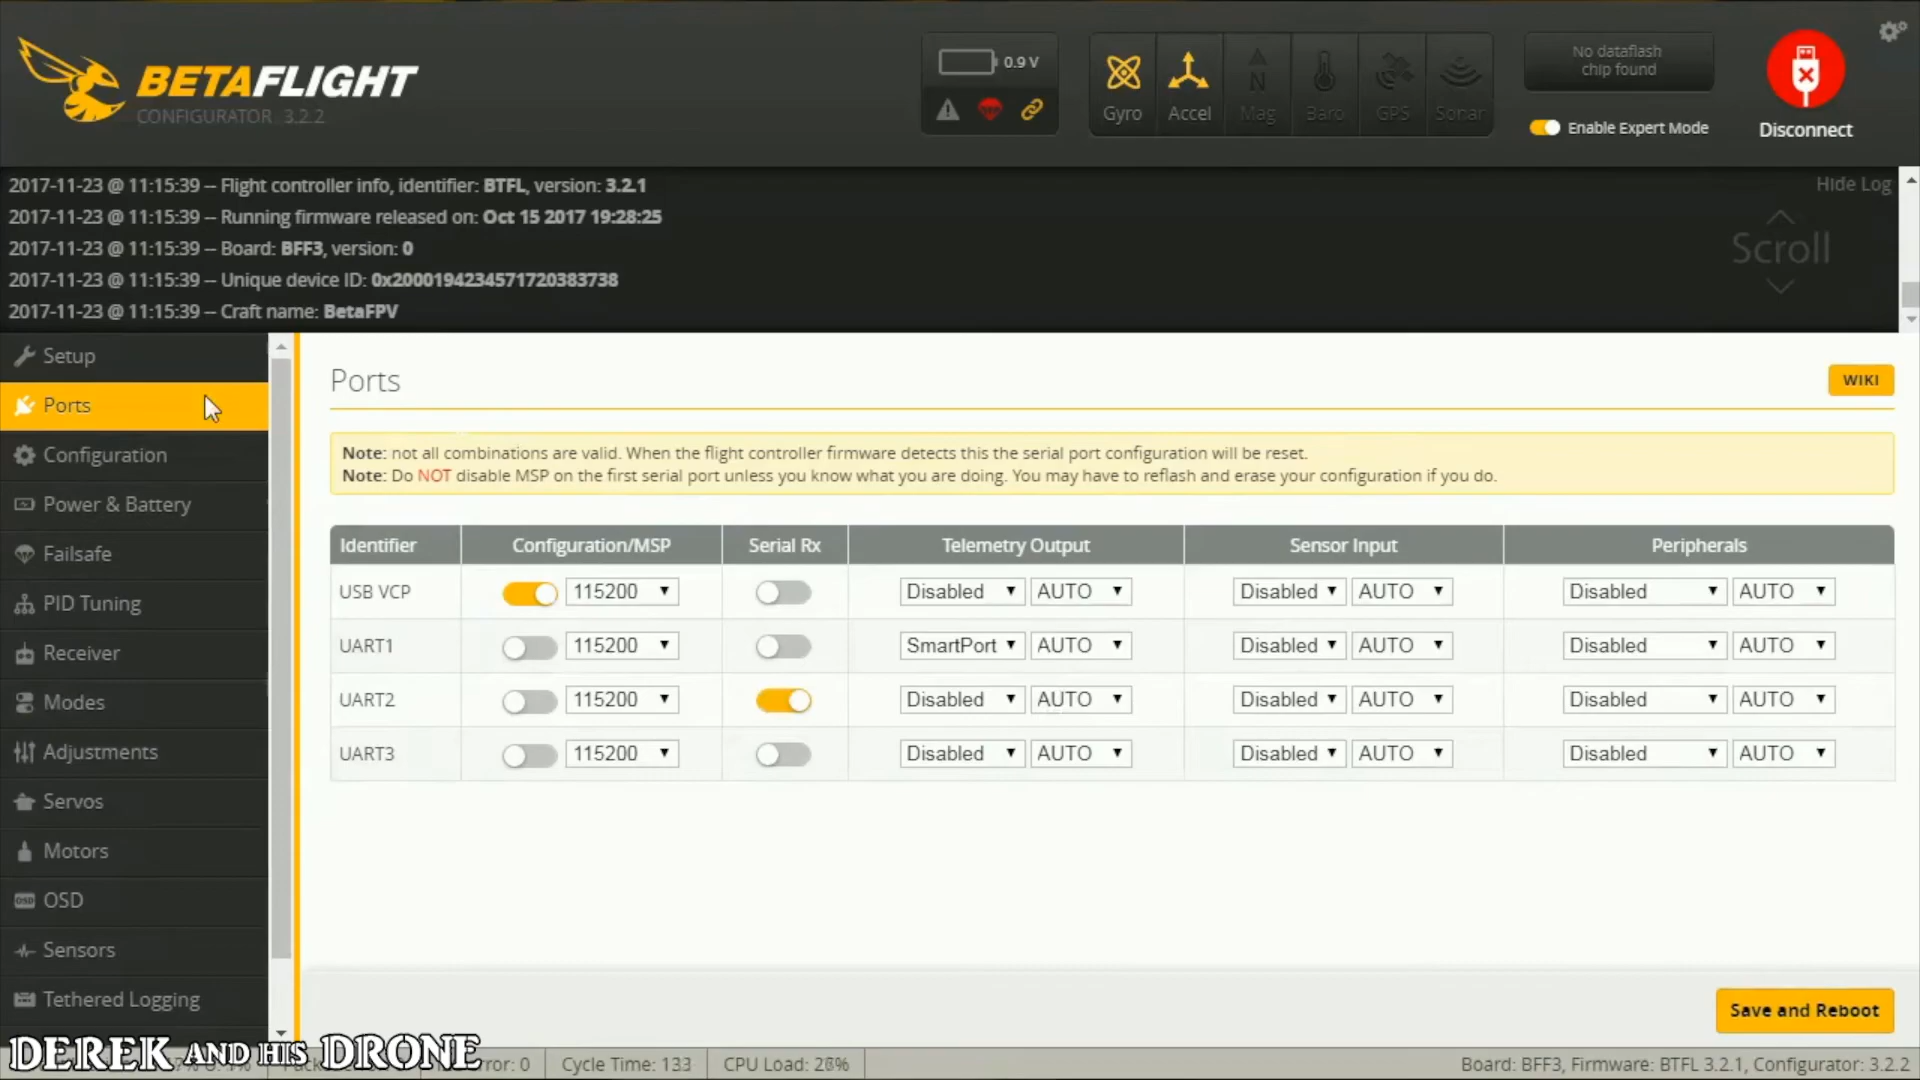 BETAFLIGHT
CONFIGURATOR 3.2.2
0.9 V
Gyro Accel Mag Baro GPS Sonar
No dataflash
chip found
Enable Expert Mode
Disconnect
2017-11-23 @ 11:15:39 -- Flight controller info, identifier: BTFL, version: 3.2.1
2017-11-23 @ 11:15:39 -- Running firmware released on: Oct 15 2017 19:28:25
2017-11-23 @ 11:15:39 -- Board: BFF3, version: 0
2017-11-23 @ 11:15:39 -- Unique device ID: 0x2000194234571720383738
2017-11-23 @ 11:15:39 -- Craft name: BetaFPV
Hide Log
Scroll
Setup
Ports
Configuration
Power & Battery
Failsafe
PID Tuning
Receiver
Modes
Adjustments
Servos
Motors
OSD
Sensors
Tethered Logging
Ports
WIKI
Note: not all combinations are valid. When the flight controller firmware detects this the serial port configuration will be reset.
Note: Do NOT disable MSP on the first serial port unless you know what you are doing. You may have to reflash and erase your configuration if you do.
Identifier Configuration/MSP Serial Rx Telemetry Output Sensor Input Peripherals
USB VCP 115200 Disabled AUTO Disabled AUTO Disabled AUTO
UART1 115200 SmartPort AUTO Disabled AUTO Disabled AUTO
UART2 115200 Disabled AUTO Disabled AUTO Disabled AUTO
UART3 115200 Disabled AUTO Disabled AUTO Disabled AUTO
Save and Reboot
DEREK AND HIS DRONE
rror: 0 Cycle Time: 133 CPU Load: Board: BFF3, Firmware: BTFL 3.2.1, Configurator: 3.2.2